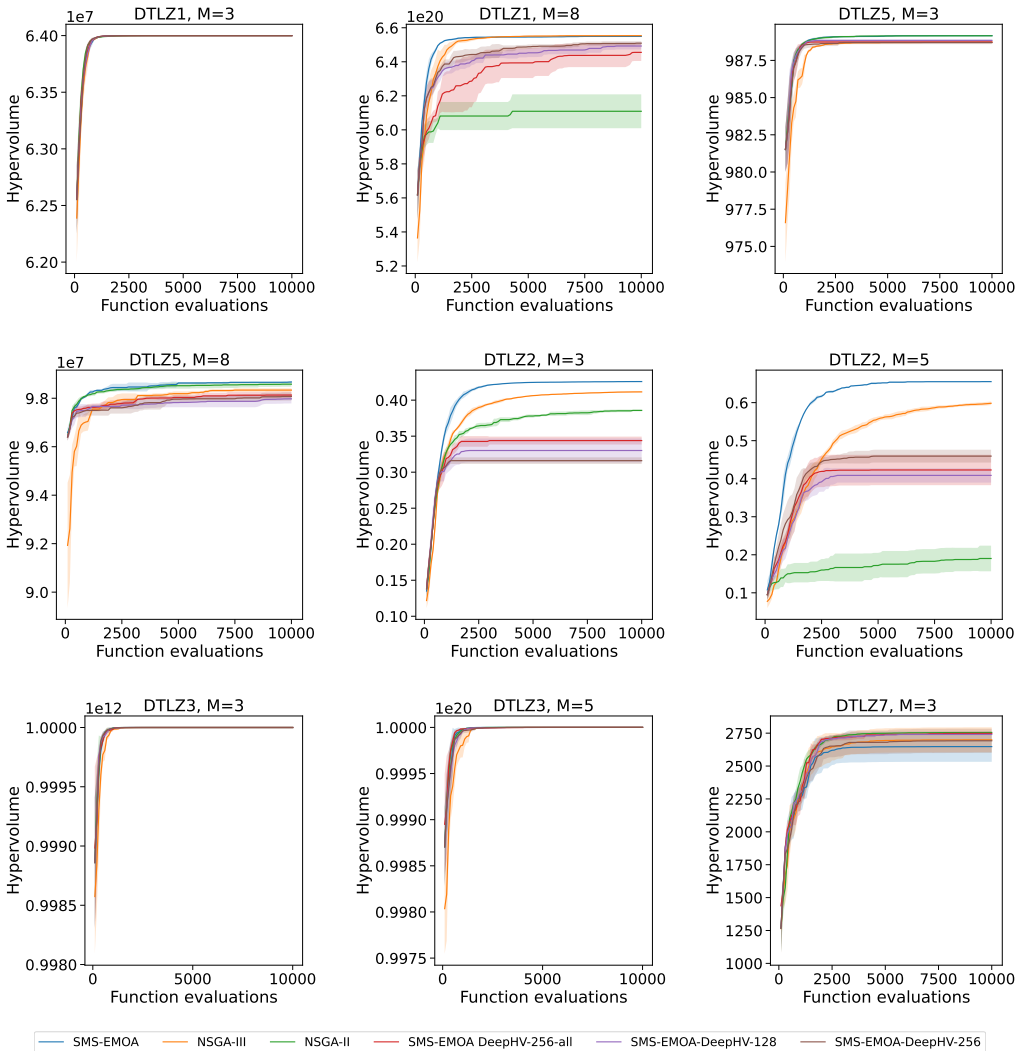 DTLZ1, M=3
1e7
6.40
6.35
6.30
6.25
6.20
Hypervolume
0 2500 5000 7500 10000
Function evaluations
DTLZ1, M=8
1e20
6.6
6.4
6.2
6.0
5.8
5.6
5.4
5.2
Hypervolume
0 2500 5000 7500 10000
Function evaluations
DTLZ5, M=3
987.5
985.0
982.5
980.0
977.5
975.0
Hypervolume
0 2500 5000 7500 10000
Function evaluations
DTLZ5, M=8
1e7
9.8
9.6
9.4
9.2
9.0
Hypervolume
0 2500 5000 7500 10000
Function evaluations
DTLZ2, M=3
0.40
0.35
0.30
0.25
0.20
0.15
0.10
Hypervolume
0 2500 5000 7500 10000
Function evaluations
DTLZ2, M=5
0.6
0.5
0.4
0.3
0.2
0.1
Hypervolume
0 2500 5000 7500 10000
Function evaluations
DTLZ3, M=3
1e12
1.0000
0.9995
0.9990
0.9985
0.9980
Hypervolume
0 5000 10000
Function evaluations
DTLZ3, M=5
1e20
1.0000
0.9995
0.9990
0.9985
0.9980
0.9975
Hypervolume
0 5000 10000
Function evaluations
DTLZ7, M=3
2750
2500
2250
2000
1750
1500
1250
1000
Hypervolume
0 2500 5000 7500 10000
Function evaluations
SMS-EMOA NSGA-III NSGA-II SMS-EMOA DeepHV-256-all SMS-EMOA-DeepHV-128 SMS-EMOA-DeepHV-256